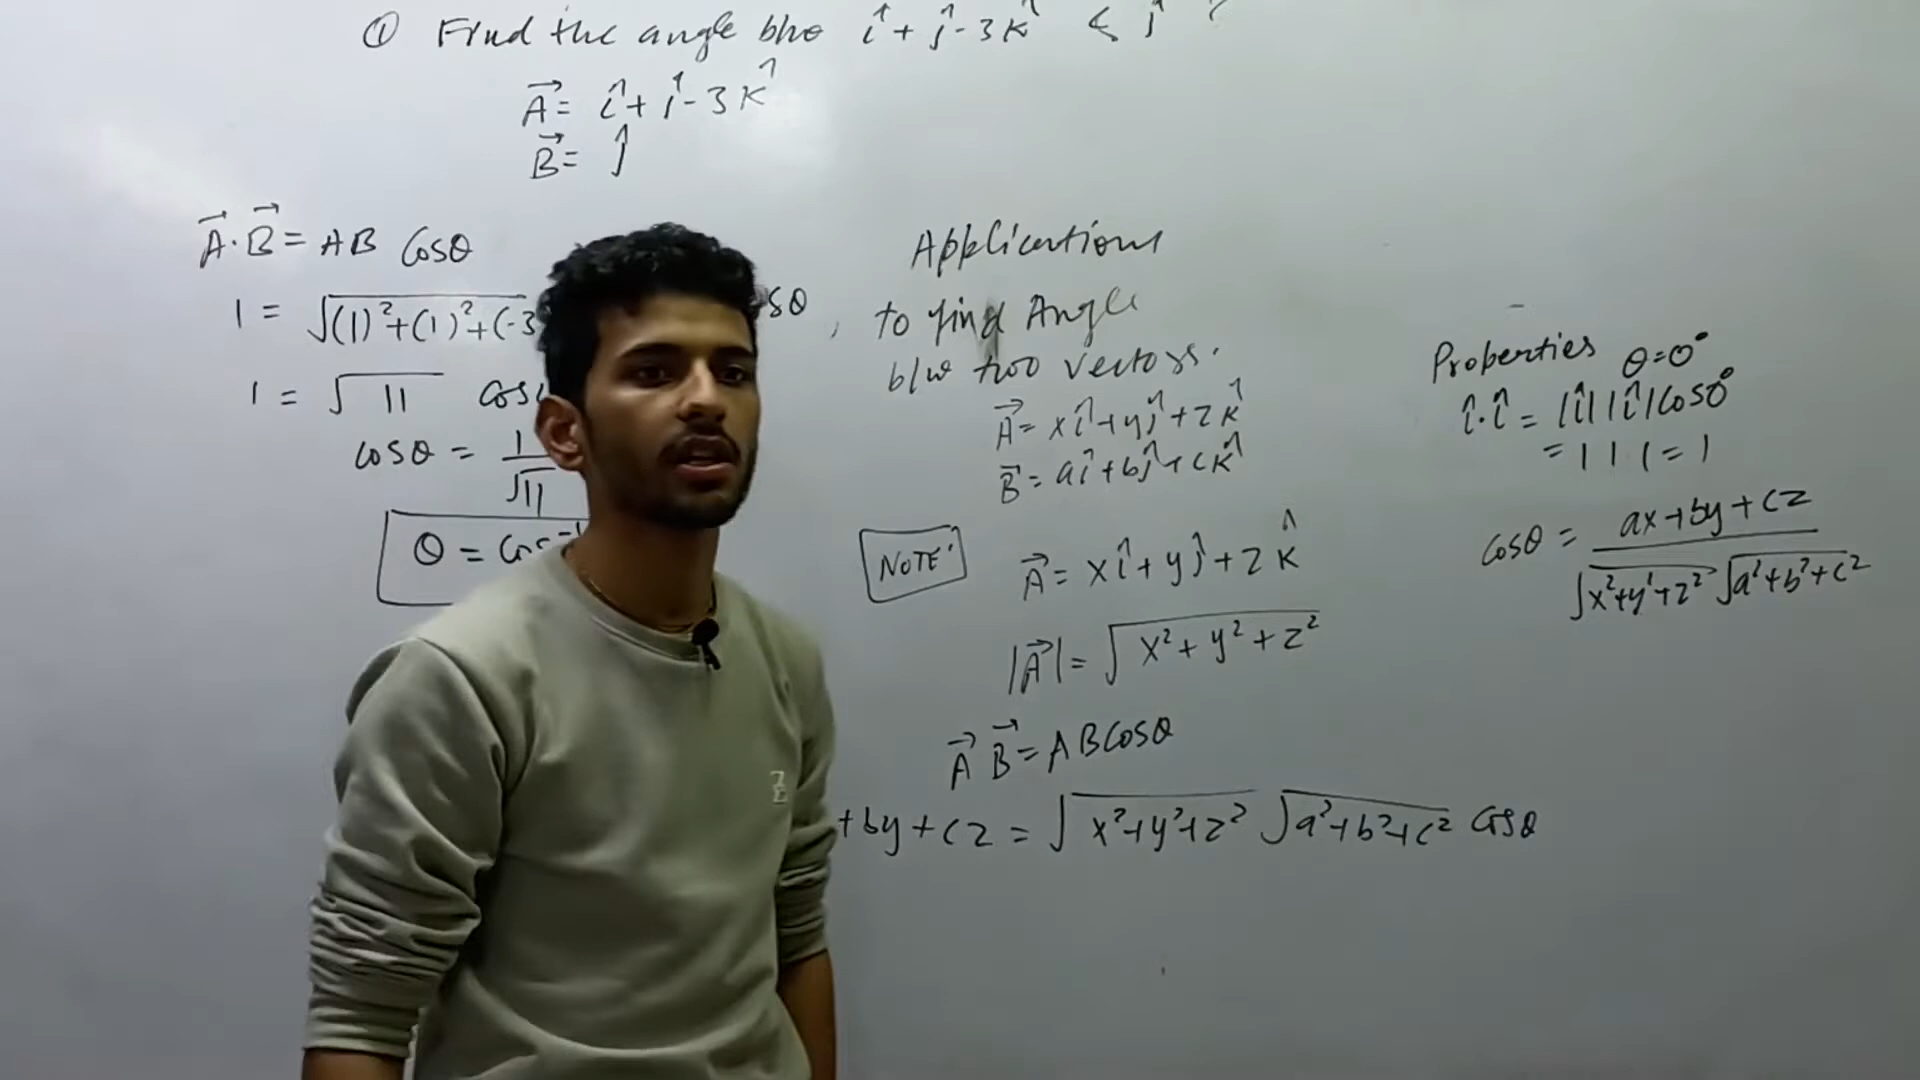 ① Find the angle b/w î + ĵ - 3k̂ & ĵ ?
A⃗ = î + ĵ - 3k̂
B⃗ = ĵ
A⃗ . B⃗ = AB Cosθ
1 = √(1)²+(1)²+(-3 sθ
1 = √11 cos
cosθ = 1/√11
θ = Cos⁻¹
Applications
to find Angle
b/w two vectors.
A⃗ = xî + yĵ + zk̂
B⃗ = aî + bĵ + ck̂
NOTE:
A⃗ = xî + yĵ + zk̂
|A⃗| = √x² + y² + z²
A⃗ B⃗ = ABCosθ
+by+cz = √x²+y²+z² √a²+b²+c² Cosθ
Properties θ=0°
î.î = |î||î|Cos0°
= 1 1 1 = 1
cosθ = ax+by+cz / √x²+y²+z² √a²+b²+c²